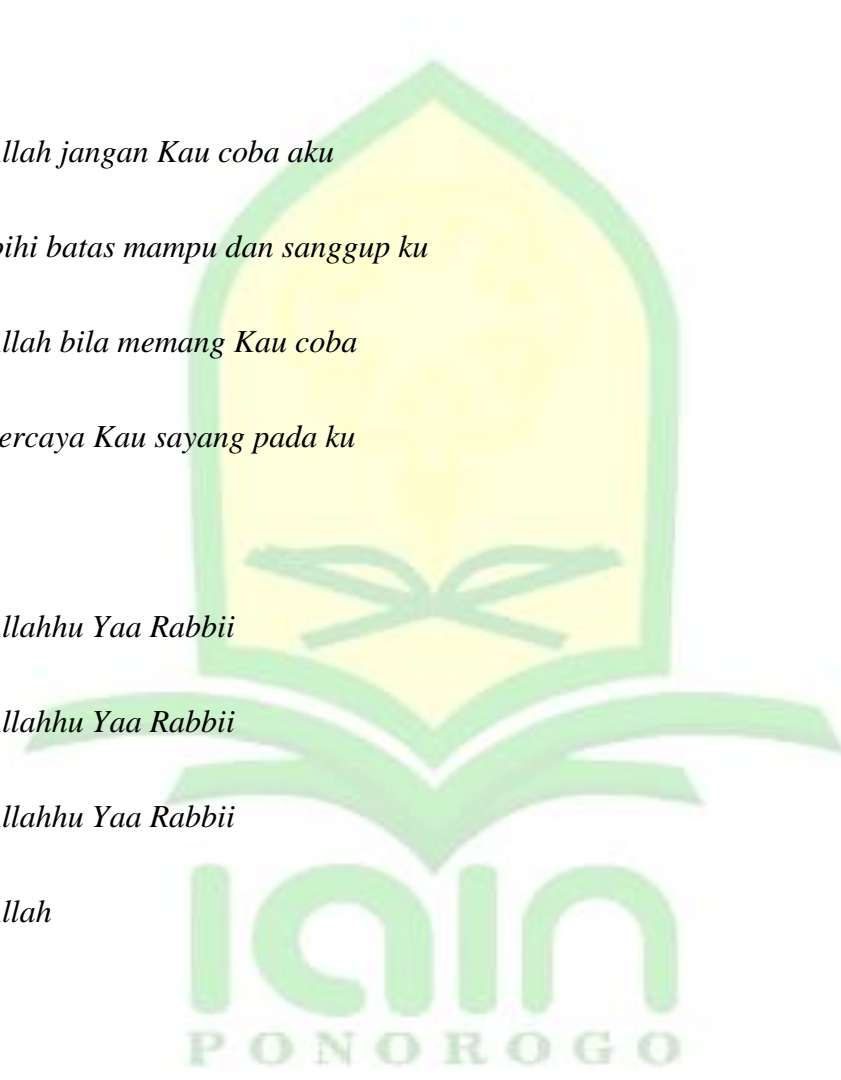 llah jangan Kau coba aku
bihi batas mampu dan sanggup ku
llah bila memang Kau coba
ercaya Kau sayang pada ku
llahhu Yaa Rabbii
llahhu Yaa Rabbii
llahhu Yaa Rabbii
llah
iain
PONOROGO